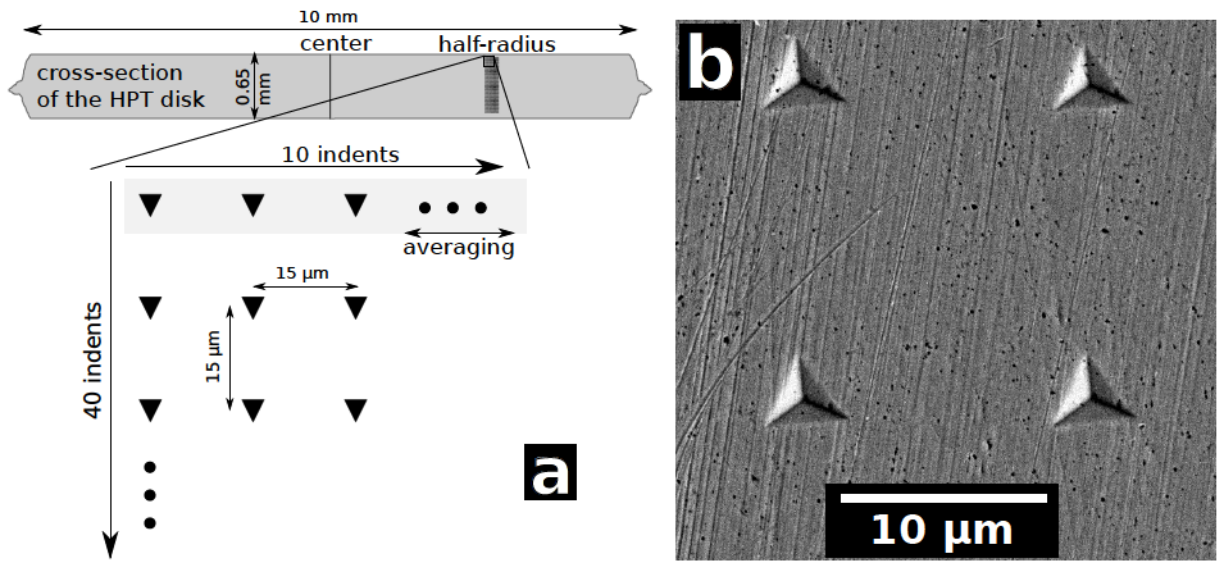 10 mm
center
half-radius
cross-section
of the HPT disk
0.65
mm
10 indents
averaging
15 µm
15 µm
40 indents
a
b
10 µm